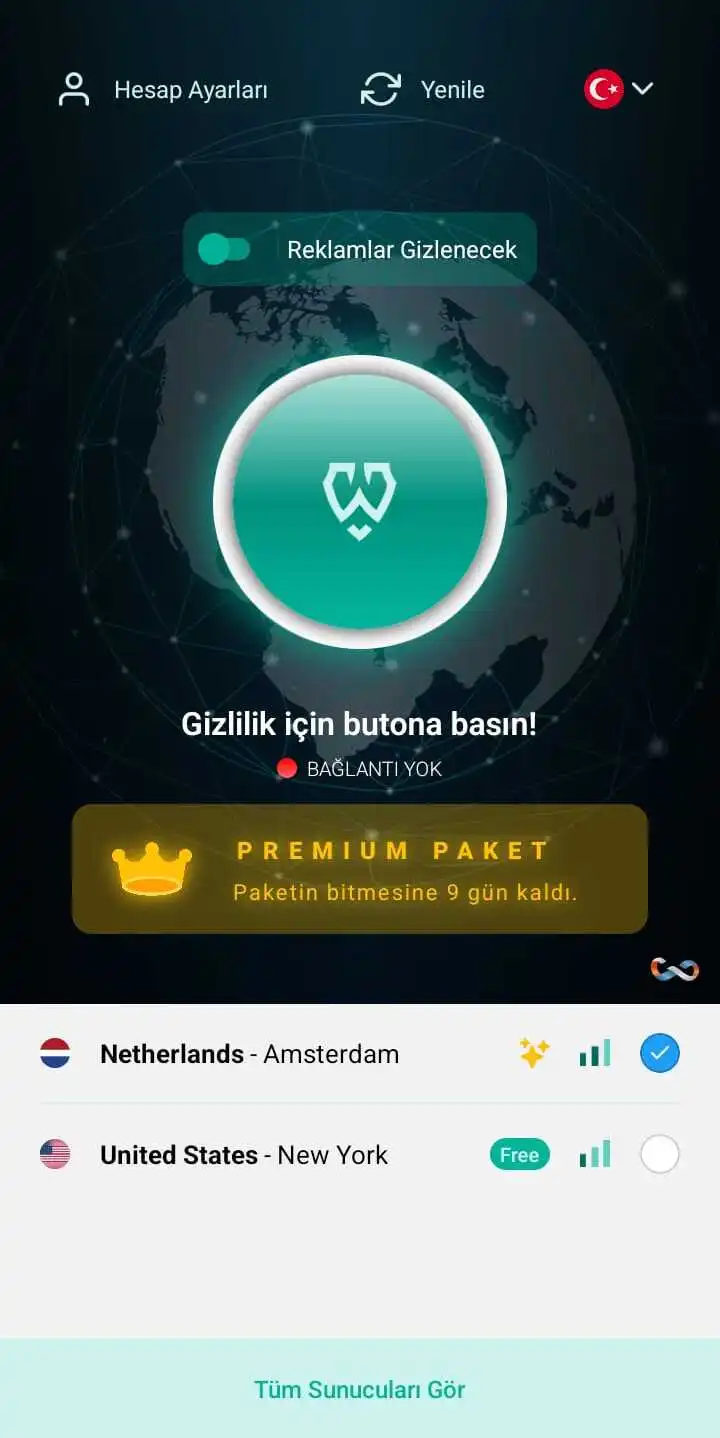 Hesap Ayarları
Yenile
Reklamlar Gizlenecek
Gizlilik için butona basın!
BAĞLANTI YOK
PREMIUM PAKET
Paketin bitmesine 9 gün kaldı.
Netherlands - Amsterdam
United States - New York Free
Tüm Sunucuları Gör